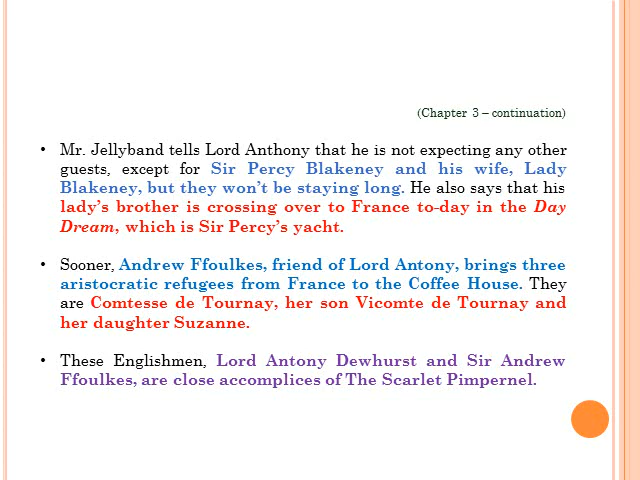 (Chapter 3 – continuation)
• Mr. Jellyband tells Lord Anthony that he is not expecting any other
guests, except for Sir Percy Blakeney and his wife, Lady
Blakeney, but they won't be staying long. He also says that his
lady's brother is crossing over to France to-day in the Day
Dream, which is Sir Percy's yacht.
• Sooner, Andrew Ffoulkes, friend of Lord Antony, brings three
aristocratic refugees from France to the Coffee House. They
are Comtesse de Tournay, her son Vicomte de Tournay and
her daughter Suzanne.
• These Englishmen, Lord Antony Dewhurst and Sir Andrew
Ffoulkes, are close accomplices of The Scarlet Pimpernel.